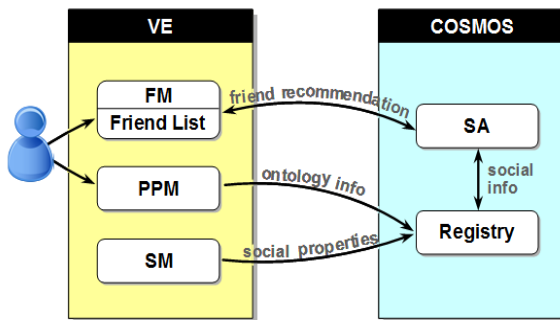 VE
COSMOS
FM
Friend List
friend recommendation
SA
PPM
ontology info
social
info
SM
social properties
Registry